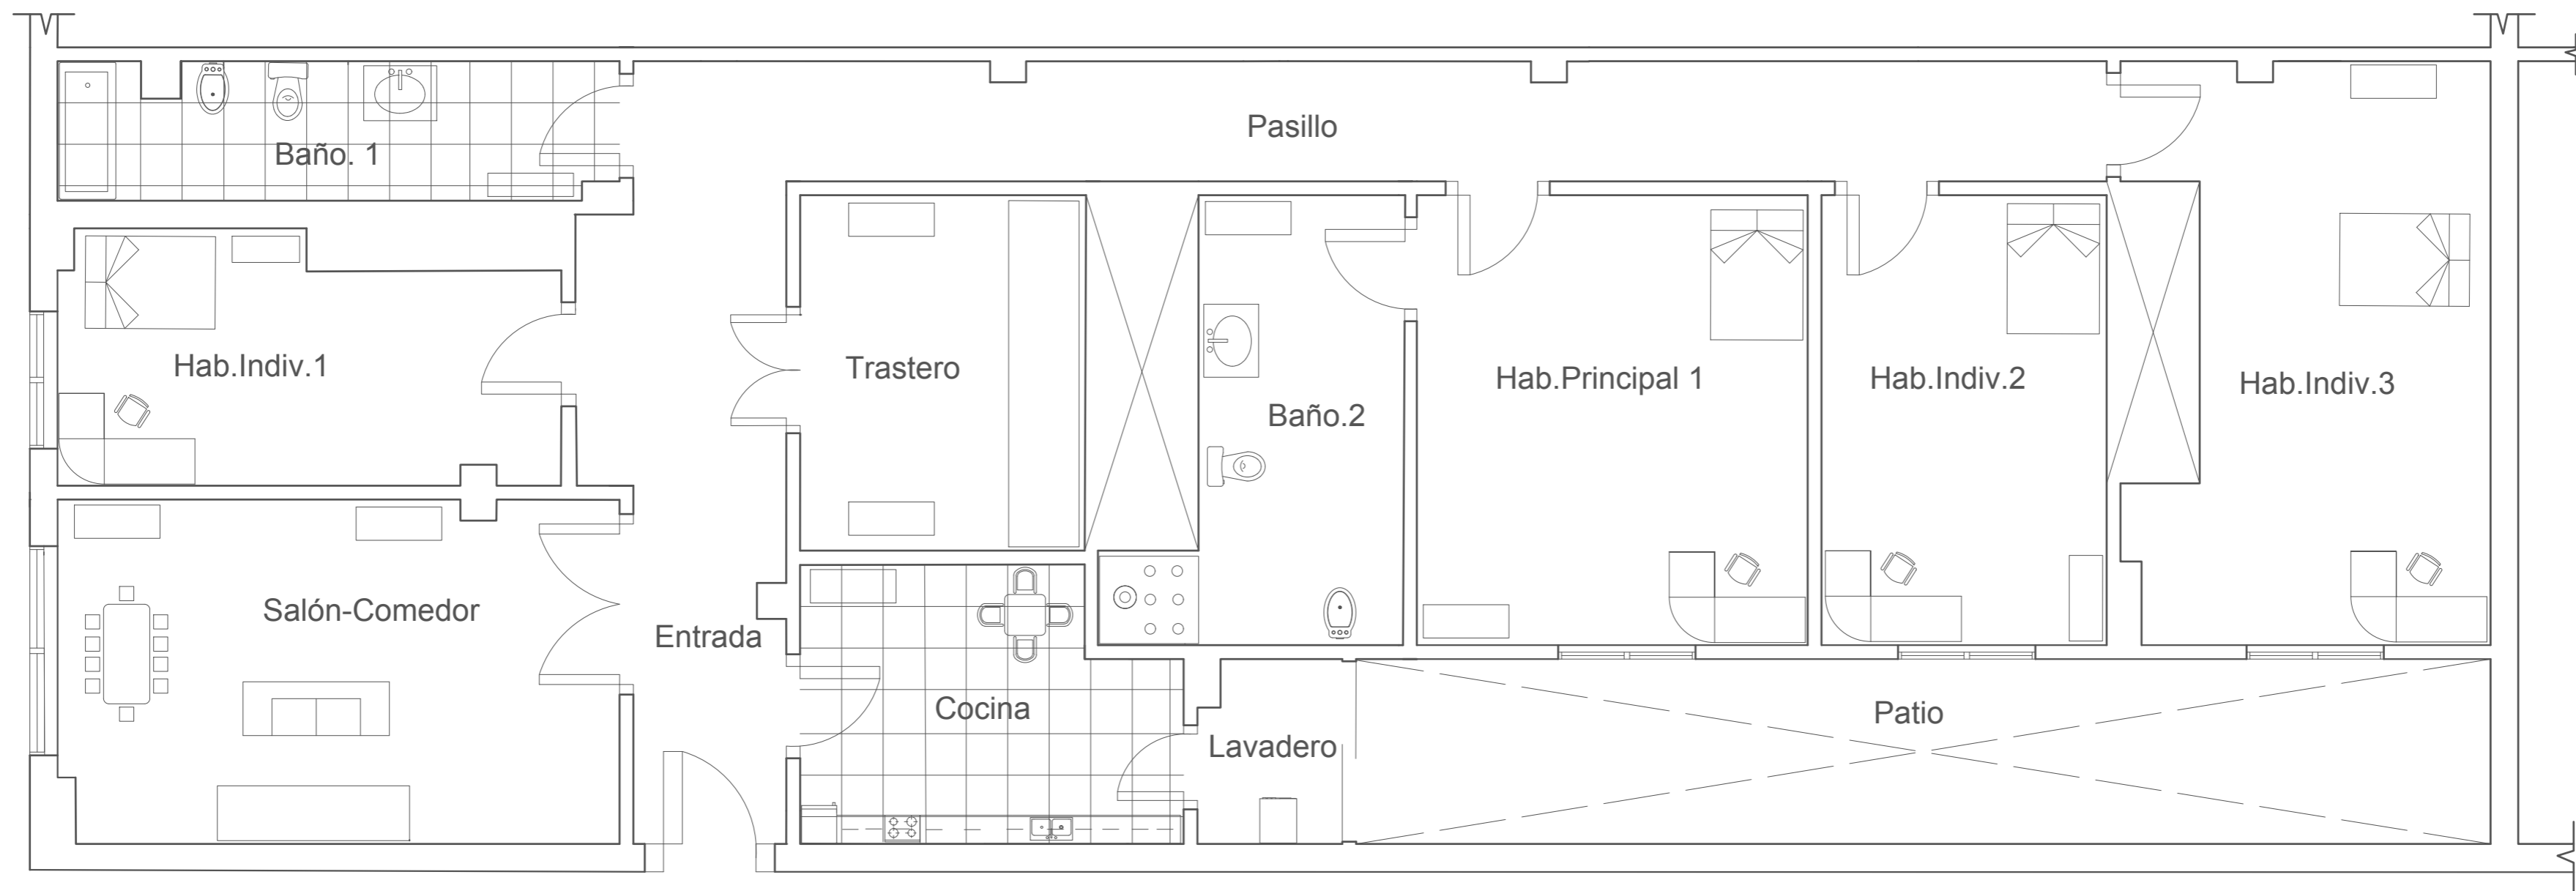 Baño. 1
Pasillo
Hab.Indiv.1
Trastero
Baño.2
Hab.Principal 1
Hab.Indiv.2
Hab.Indiv.3
Salón-Comedor
Entrada
Cocina
Lavadero
Patio